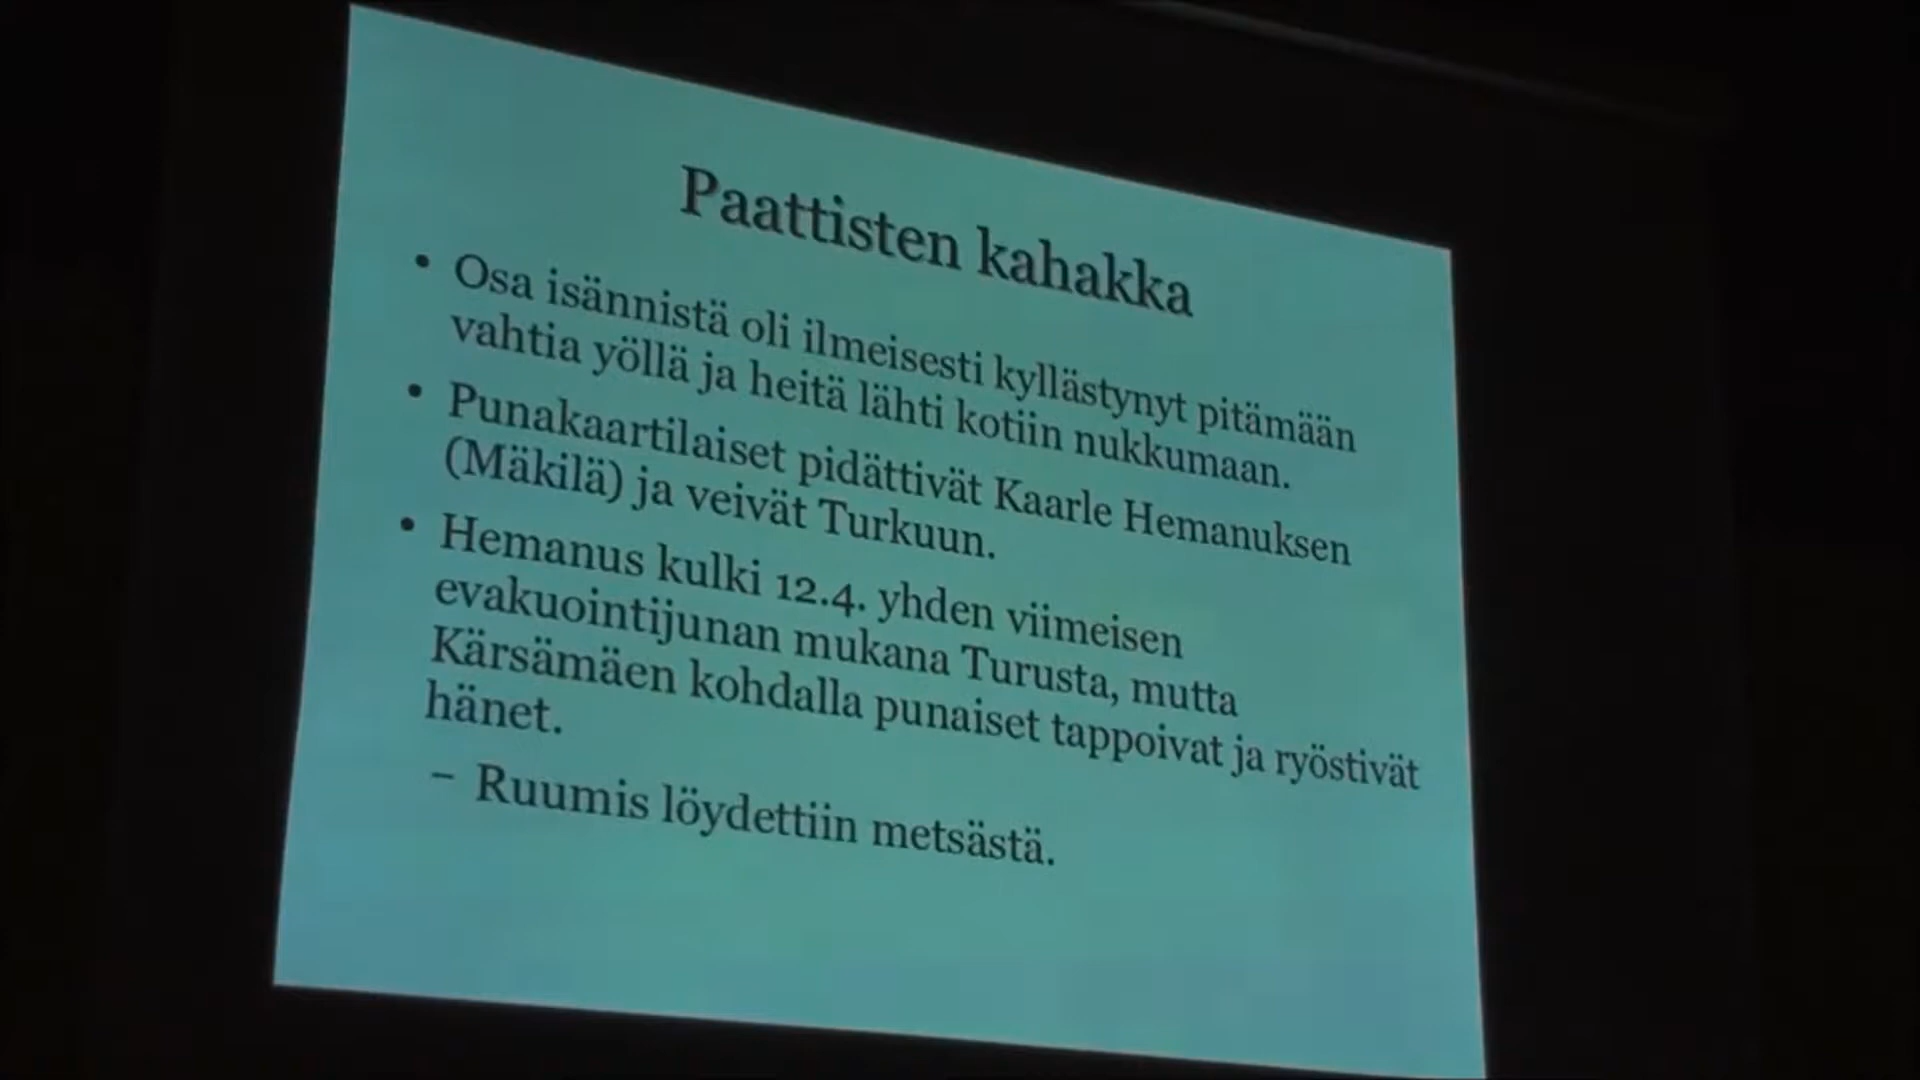 Paattisten kahakka
• Osa isännistä oli ilmeisesti kyllästynyt pitämään
vahtia yöllä ja heitä lähti kotiin nukkumaan.
• Punakaartilaiset pidättivät Kaarle Hemanuksen
(Mäkilä) ja veivät Turkuun.
• Hemanus kulki 12.4. yhden viimeisen
evakuointijunan mukana Turusta, mutta
Kärsämäen kohdalla punaiset tappoivat ja ryöstivät
hänet.
– Ruumis löydettiin metsästä.